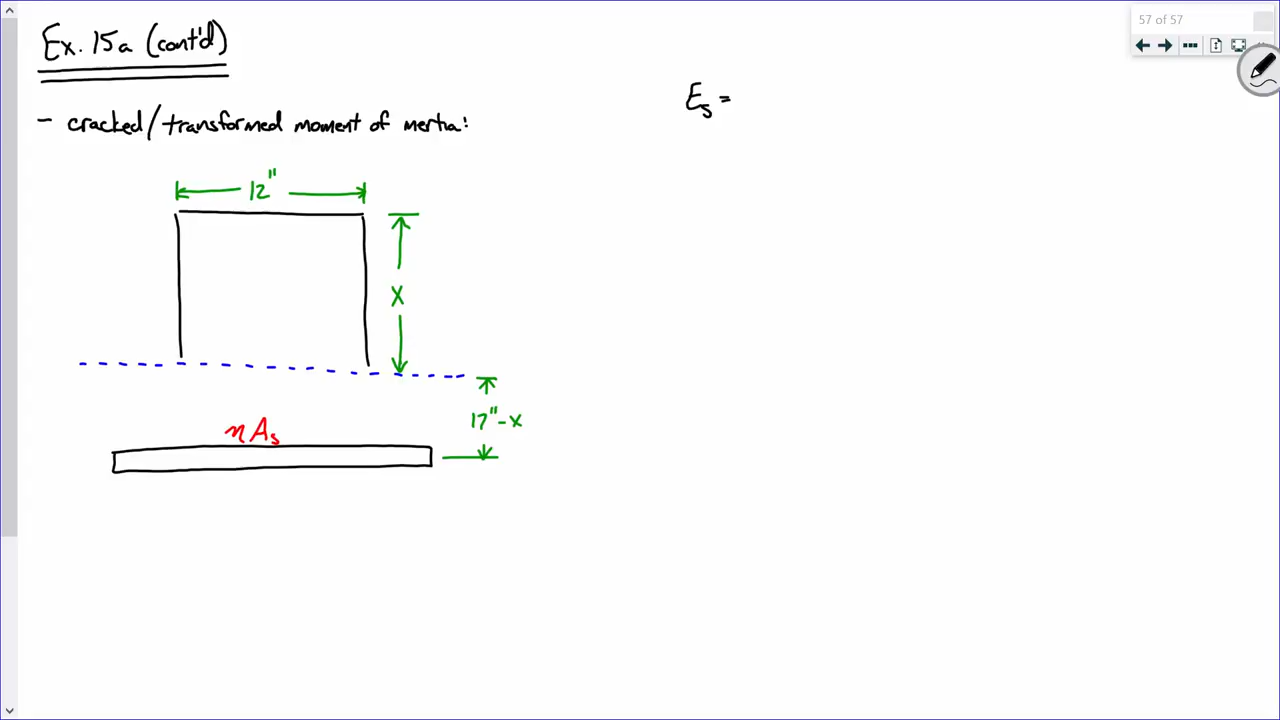 57 of 57
Ex. 15a (cont'd)
Es =
- cracked/transformed moment of inertia:
12"
X
17"-x
nAs